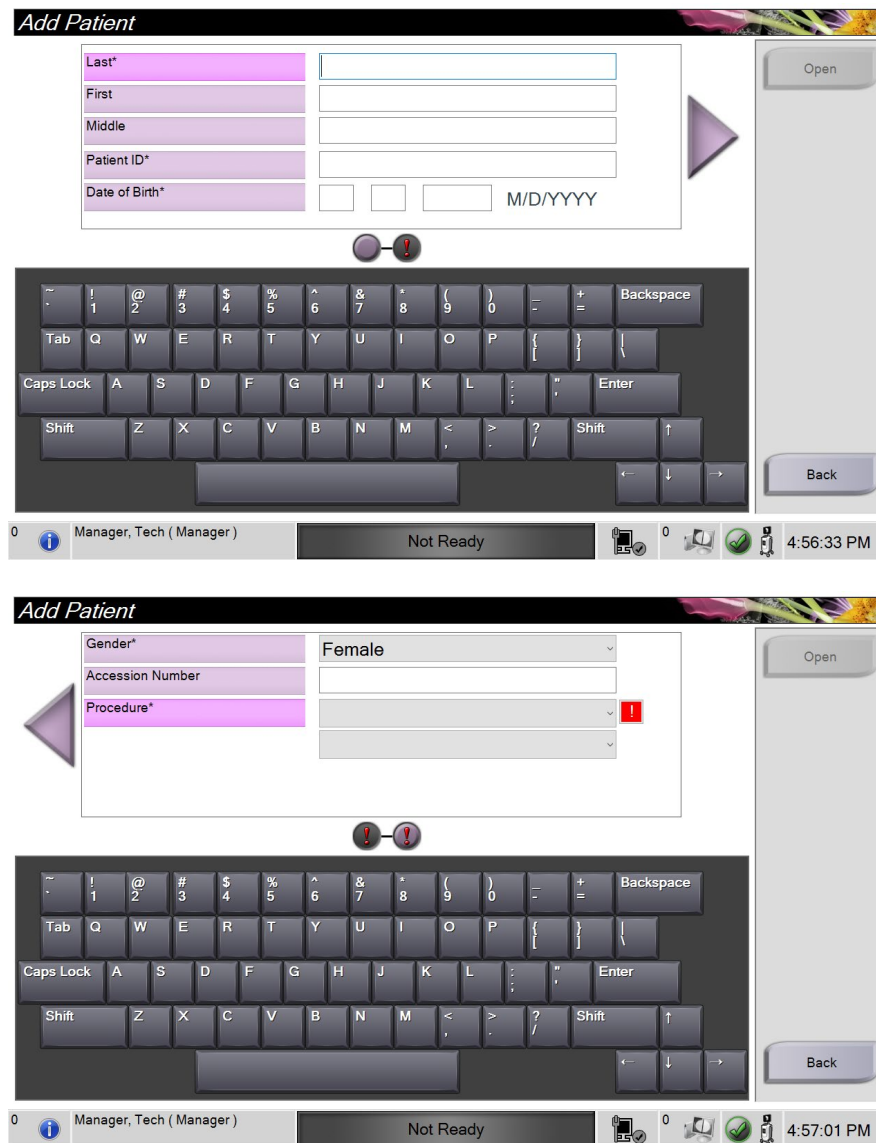 Add Patient
Last*
Open
First
Middle
Patient ID*
Date of Birth* M/D/YYYY
~ ! @ # $ % ^ & * ( ) _ + Backspace
` 1 2 3 4 5 6 7 8 9 0 - =
Tab Q W E R T Y U I O P { } |
[ ] \
Caps Lock A S D F G H J K L : " Enter
; '
Shift Z X C V B N M < > ? Shift ↑
, . /
← ↓ →
Back
0 Manager, Tech ( Manager ) Not Ready 0 4:56:33 PM
Add Patient
Gender* Female
Open
Accession Number
Procedure* !
~ ! @ # $ % ^ & * ( ) _ + Backspace
` 1 2 3 4 5 6 7 8 9 0 - =
Tab Q W E R T Y U I O P { } |
[ ] \
Caps Lock A S D F G H J K L : " Enter
; '
Shift Z X C V B N M < > ? Shift ↑
, . /
← ↓ →
Back
0 Manager, Tech ( Manager ) Not Ready 0 4:57:01 PM